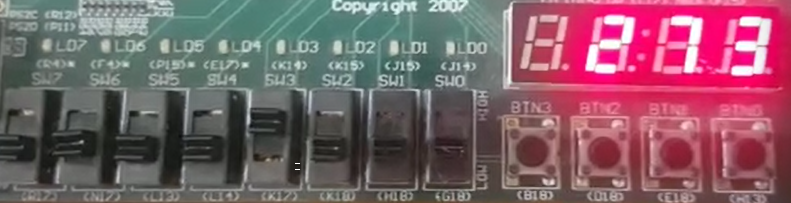 Copyright 2007
PS2C (R12)
PS2D (P11)
LD7 LD6 LD5 LD4 LD3 LD2 LD1 LD0
(R4)* (F4)* (P15)* (E17)* (K14) (K15) (J15) (J14)
SW7 SW6 SW5 SW4 SW3 SW2 SW1 SW0
HIGH
LOW
273
BTN3 BTN2 BTN1 BTN0
(R17) (N17) (L13) (L14) (K17) (K18) (H18) (G18) (B18) (D18) (E18) (H13)